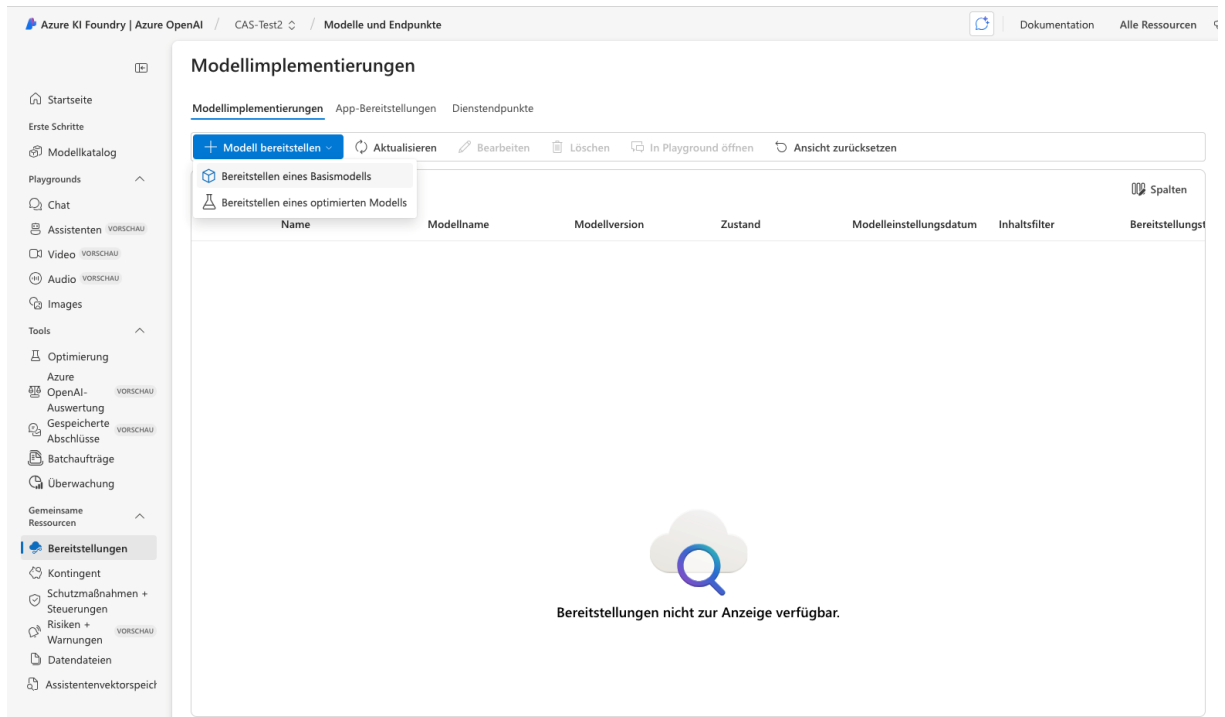 Azure KI Foundry | Azure OpenAI / CAS-Test2 / Modelle und Endpunkte
Dokumentation
Alle Ressourcen
Startseite
Erste Schritte
Modellkatalog
Playgrounds
Chat
Assistenten VORSCHAU
Video VORSCHAU
Audio VORSCHAU
Images
Tools
Optimierung
Azure
OpenAI- VORSCHAU
Auswertung
Gespeicherte
Abschlüsse VORSCHAU
Batchaufträge
Überwachung
Gemeinsame
Ressourcen
Bereitstellungen
Kontingent
Schutzmaßnahmen +
Steuerungen
Risiken +
Warnungen VORSCHAU
Datendateien
Assistentenvektorspeich
Modellimplementierungen
Modellimplementierungen App-Bereitstellungen Dienstendpunkte
Modell bereitstellen Aktualisieren Bearbeiten Löschen In Playground öffnen Ansicht zurücksetzen
Bereitstellen eines Basismodells
Bereitstellen eines optimierten Modells
Spalten
Name Modellname Modellversion Zustand Modelleinstellungsdatum Inhaltsfilter Bereitstellungst
Bereitstellungen nicht zur Anzeige verfügbar.